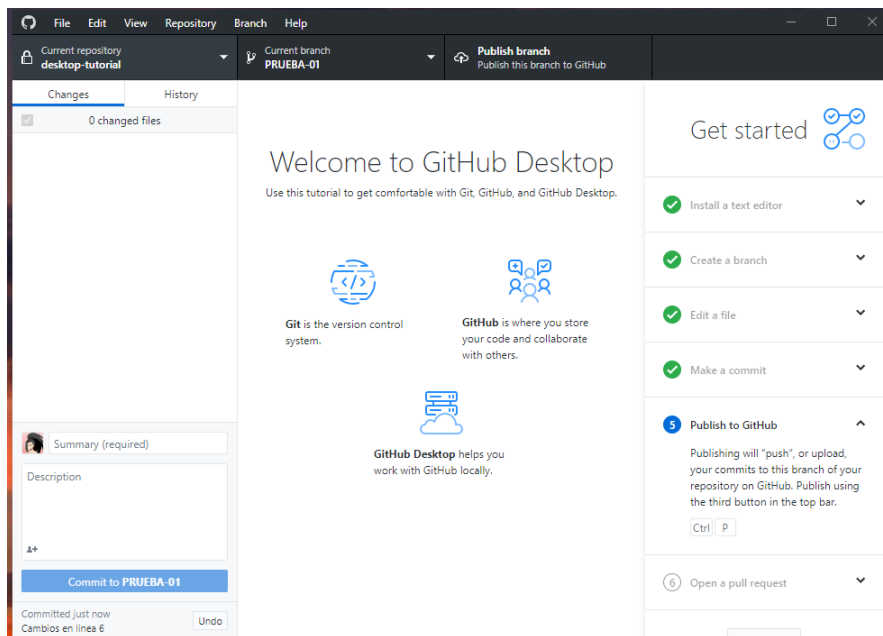 File Edit View Repository Branch Help
Current repository
desktop-tutorial
Current branch
PRUEBA-01
Publish branch
Publish this branch to GitHub
Changes History
0 changed files
Welcome to GitHub Desktop
Use this tutorial to get comfortable with Git, GitHub, and GitHub Desktop.
Git is the version control
system.
GitHub is where you store
your code and collaborate
with others.
GitHub Desktop helps you
work with GitHub locally.
Summary (required)
Description
Commit to PRUEBA-01
Committed just now
Cambios en linea 6
Undo
Get started
Install a text editor
Create a branch
Edit a file
Make a commit
5 Publish to GitHub
Publishing will “push”, or upload,
your commits to this branch of your
repository on GitHub. Publish using
the third button in the top bar.
Ctrl P
6 Open a pull request